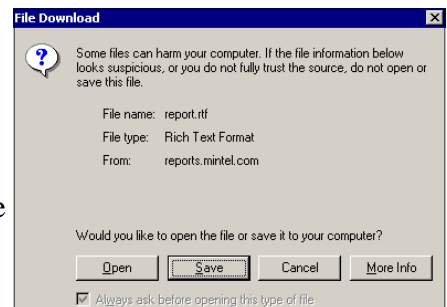 File Download
Some files can harm your computer. If the file information below
looks suspicious, or you do not fully trust the source, do not open or
save this file.
File name: report.rtf
File type: Rich Text Format
From: reports.mintel.com
e
Would you like to open the file or save it to your computer?
Open Save Cancel More Info
Always ask before opening this type of file